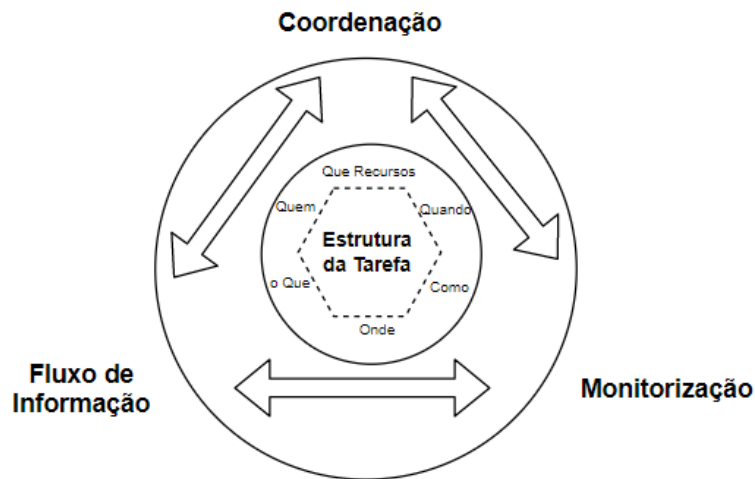 Coordenação
Que Recursos
Quem
Quando
Estrutura
da Tarefa
o Que
Como
Onde
Fluxo de
Informação
Monitorização